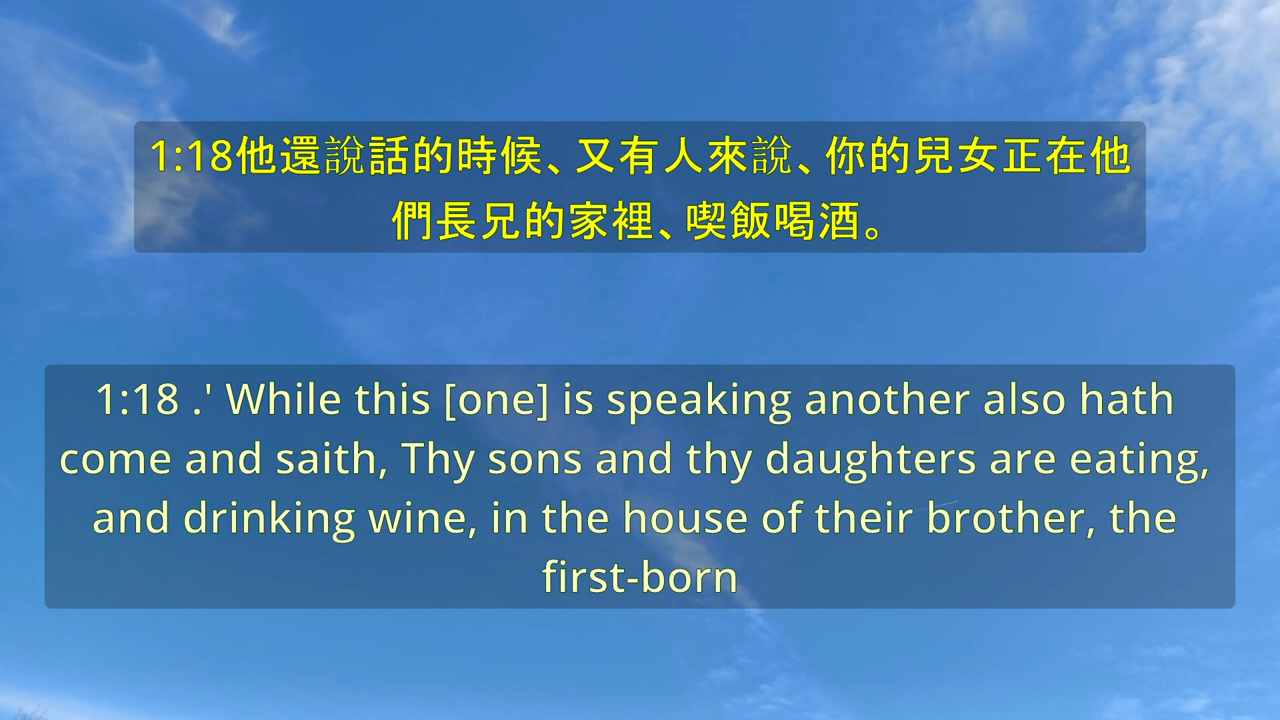 1:18他還說話的時候、又有人來說、你的兒女正在他
們長兄的家裡、喫飯喝酒。
1:18 .' While this [one] is speaking another also hath
come and saith, Thy sons and thy daughters are eating,
and drinking wine, in the house of their brother, the
first-born